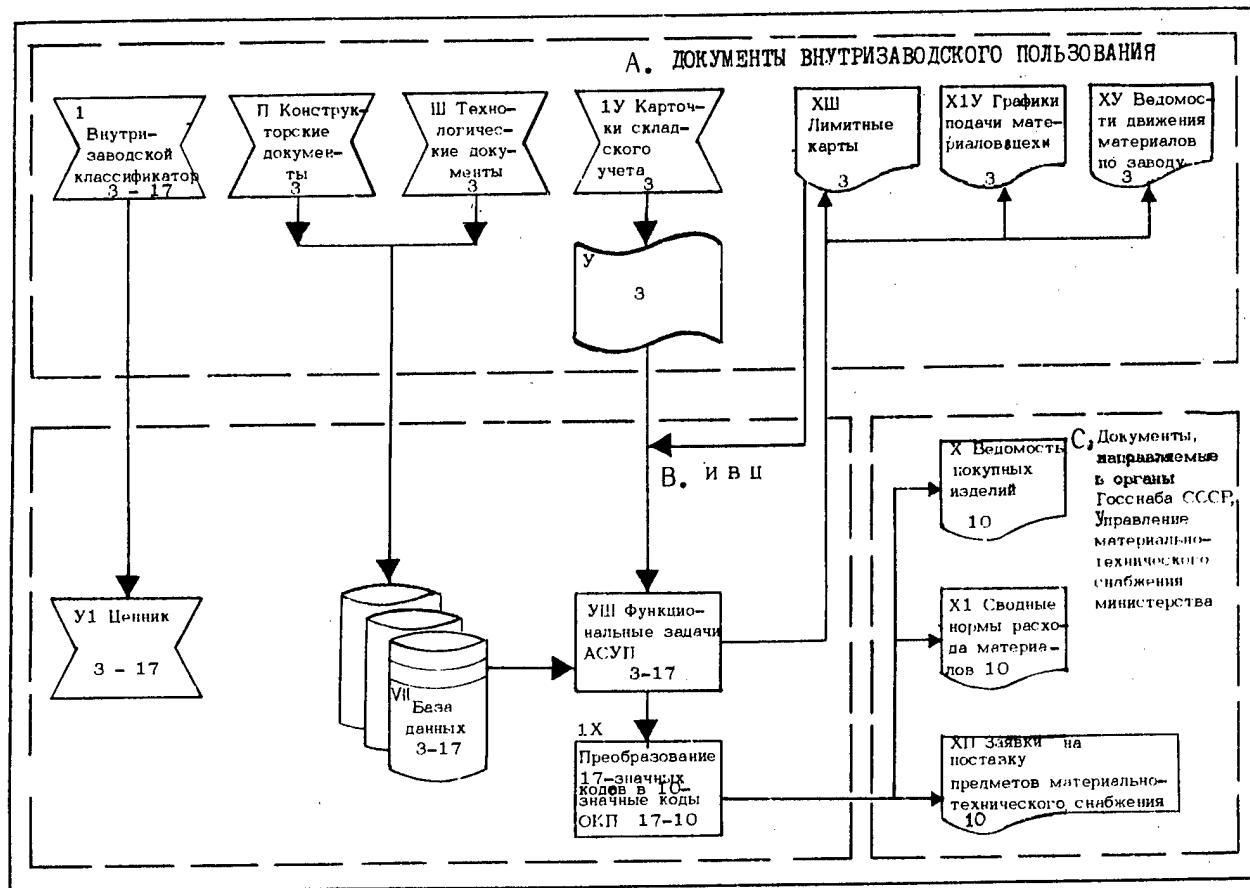 А. ДОКУМЕНТЫ ВНУТРИЗАВОДСКОГО ПОЛЬЗОВАНИЯ
1
Внутри-
заводской
классификатор
3 - 17
П Конструк-
торские
докумен-
ты
3
Ш Техно-
логичес-
кие доку-
менты
3
1У Карточ-
ки склад-
ского
учета
3
ХШ
Лимитные
карты
3
Х1У Графики
подачи мате-
риаловвцехи
3
ХУ Ведомос-
ти движения
материалов
по заводу
3
У
3
В. И В Ц
У1 Ценник
3 - 17
VII
База
данных
3-17
УШ Функцио-
нальные задачи
АСУП
3-17
1Х
Преобразование
17-значных
кодов в 10-
значные коды
ОКП 17-10
С, Документы,
направляемые
в органы
Госснаба СССР,
Управление
материально-
технического
снабжения
министерства
Х Ведомость
покупных
изделий
10
Х1 Сводные
нормы расхо-
да материа-
лов 10
ХП Заявки на
поставку
предметов материально-
технического снабжения
10